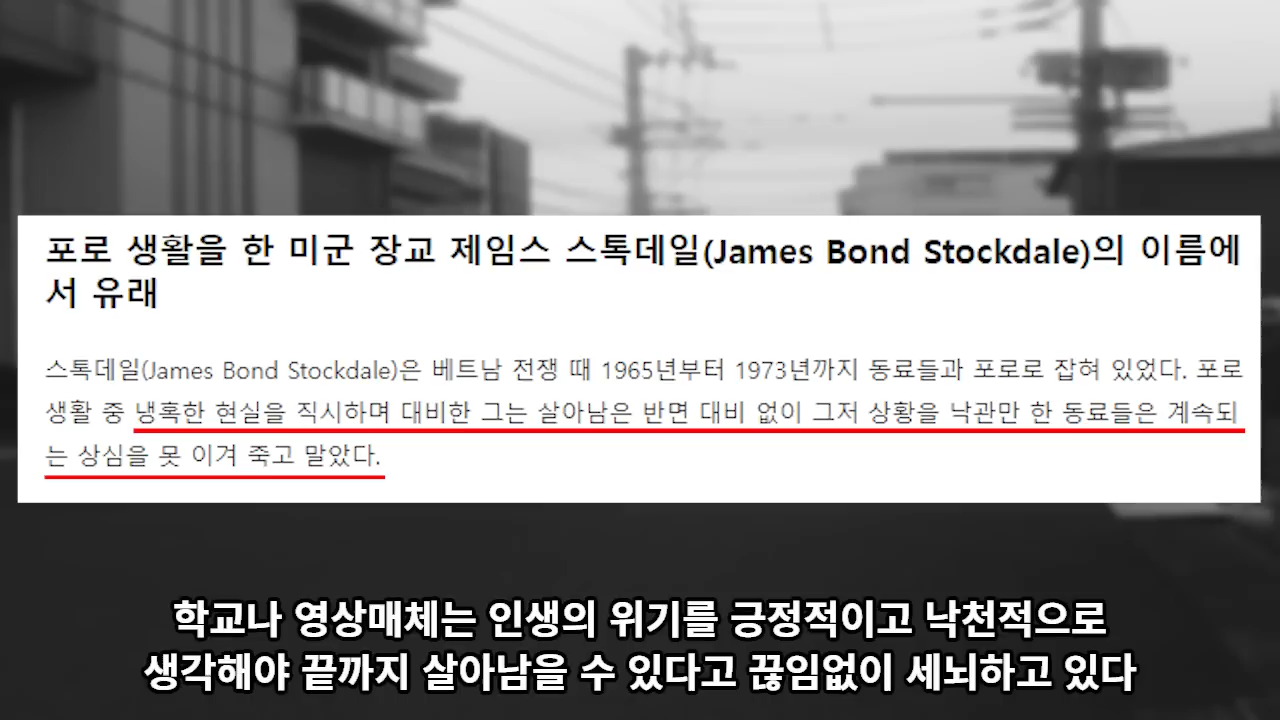 포로 생활을 한 미군 장교 제임스 스톡데일(James Bond Stockdale)의 이름에
서 유래
스톡데일(James Bond Stockdale)은 베트남 전쟁 때 1965년부터 1973년까지 동료들과 포로로 잡혀 있었다. 포로
생활 중 냉혹한 현실을 직시하며 대비한 그는 살아남은 반면 대비 없이 그저 상황을 낙관만 한 동료들은 계속되
는 상심을 못 이겨 죽고 말았다.
학교나 영상매체는 인생의 위기를 긍정적이고 낙천적으로
생각해야 끝까지 살아남을 수 있다고 끊임없이 세뇌하고 있다